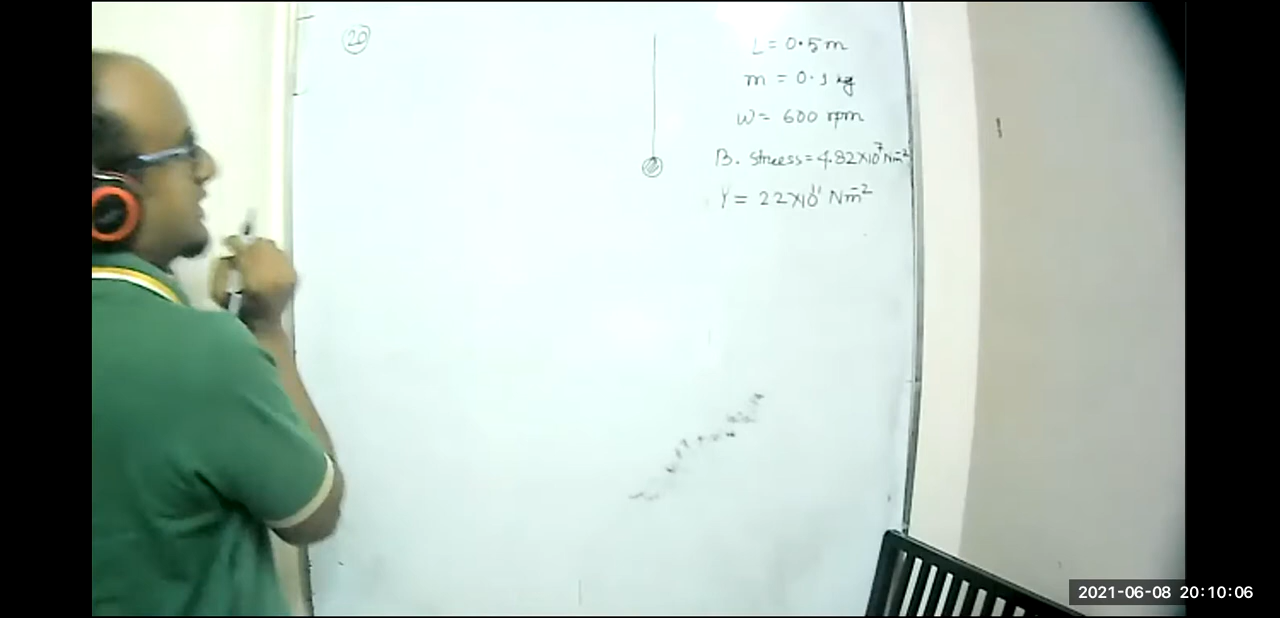 20
L = 0.5 m
m = 0.1 kg
W = 600 rpm
B. Stress = 4.82×10⁷ Nm⁻²
Y = 22×10¹¹ Nm⁻²
2021-06-08 20:10:06